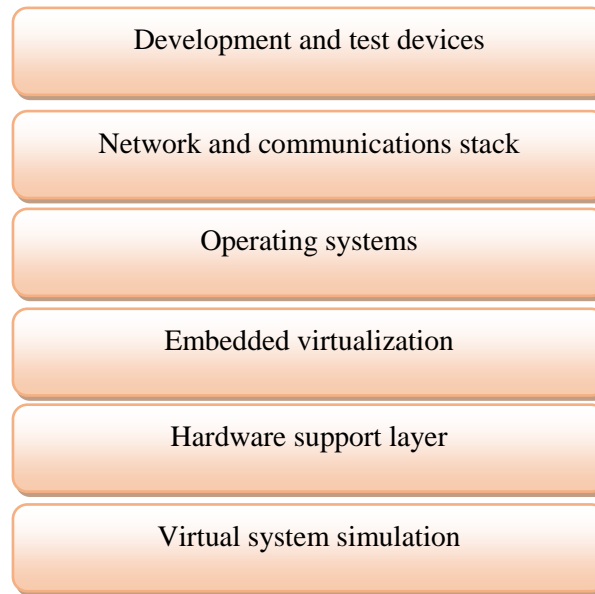 Development and test devices
Network and communications stack
Operating systems
Embedded virtualization
Hardware support layer
Virtual system simulation